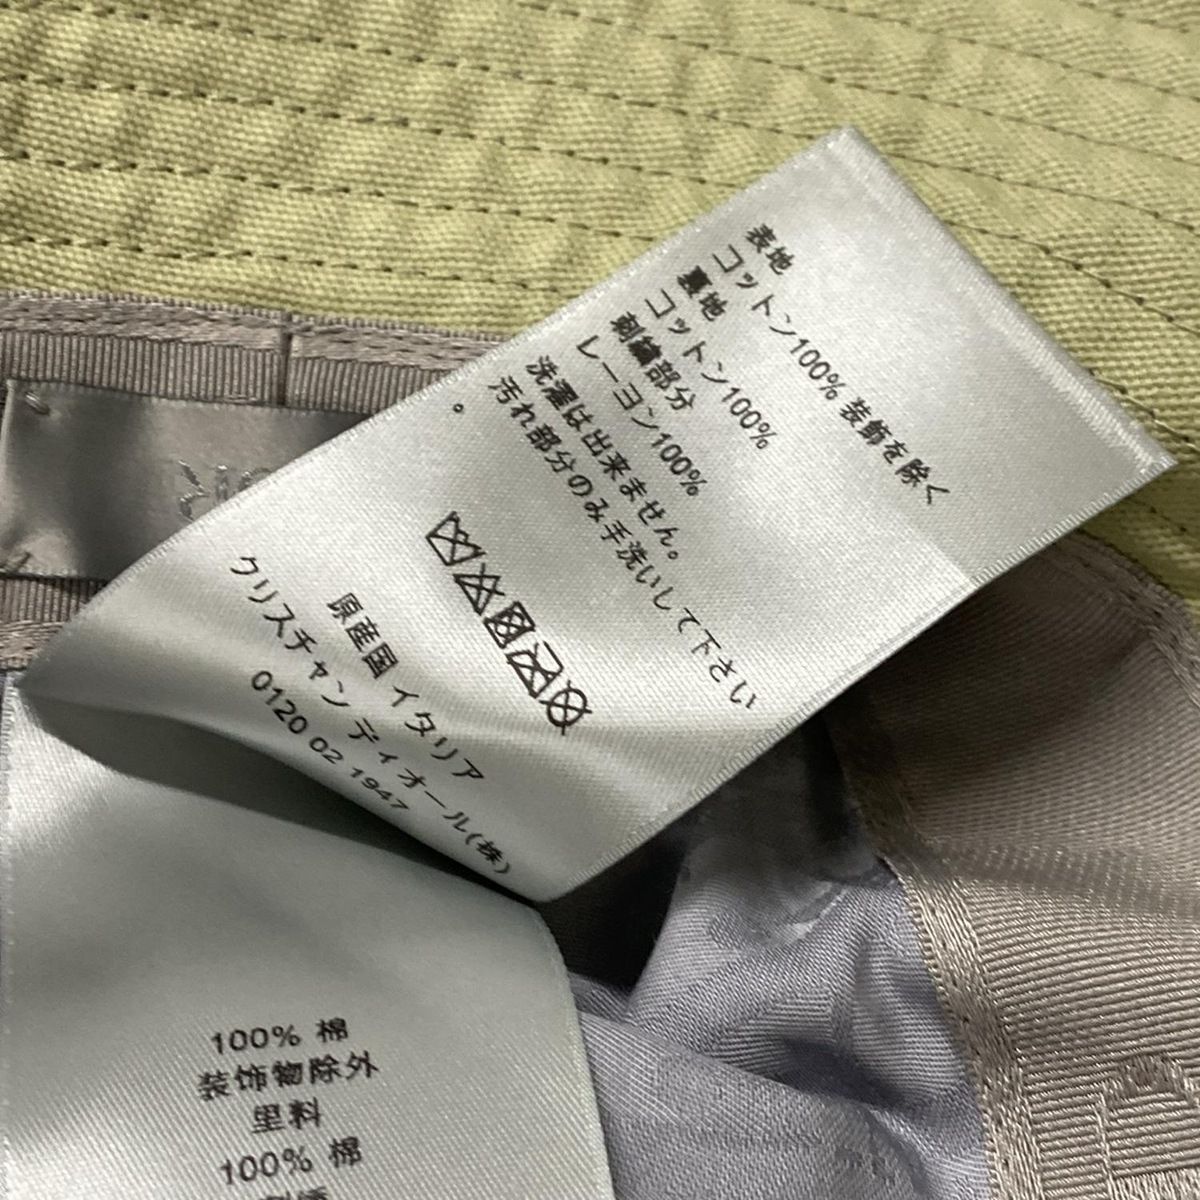 表地
コットン100% 装飾を除く
裏地
コットン100%
刺繍部分
レーヨン100%
洗濯は出来ません。
汚れ部分のみ手洗いして下さい
。
原産国 イタリア
クリスチャン ディオール(株)
0120 02 1947
100% 棉
装饰物除外
里料
100% 棉